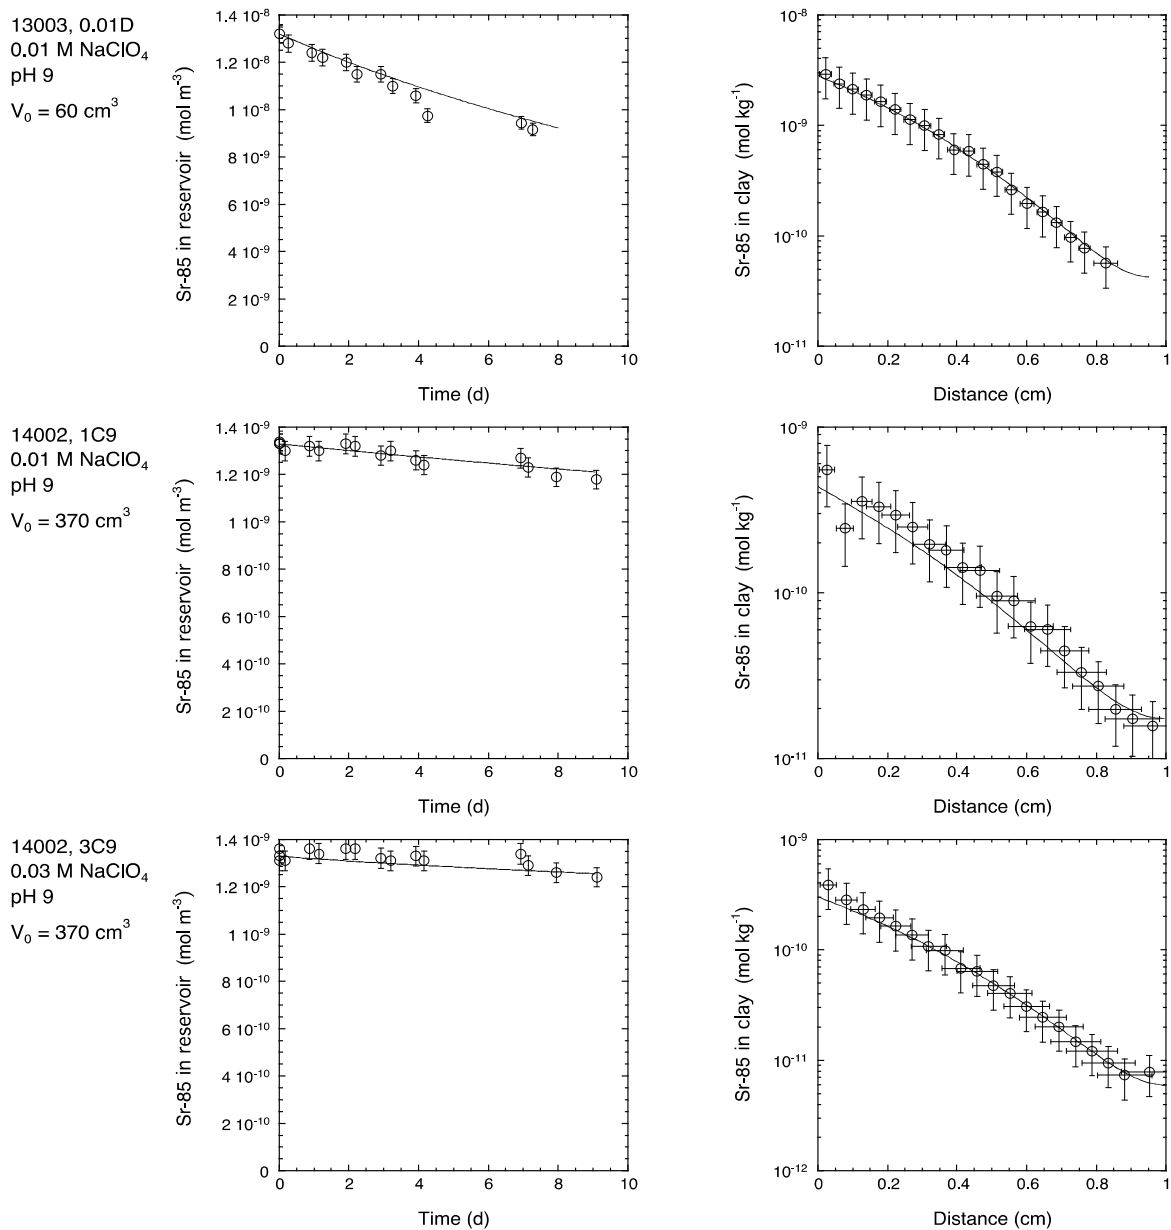 13003, 0.01D
0.01 M NaClO4
pH 9
V0 = 60 cm3
Sr-85 in reservoir (mol m-3)
1.4 10-8
1.2 10-8
1 10-8
8 10-9
6 10-9
4 10-9
2 10-9
0
0 2 4 6 8 10
Time (d)
Sr-85 in clay (mol kg-1)
10-8
10-9
10-10
10-11
0 0.2 0.4 0.6 0.8 1
Distance (cm)
14002, 1C9
0.01 M NaClO4
pH 9
V0 = 370 cm3
Sr-85 in reservoir (mol m-3)
1.4 10-9
1.2 10-9
1 10-9
8 10-10
6 10-10
4 10-10
2 10-10
0
0 2 4 6 8 10
Time (d)
Sr-85 in clay (mol kg-1)
10-9
10-10
10-11
0 0.2 0.4 0.6 0.8 1
Distance (cm)
14002, 3C9
0.03 M NaClO4
pH 9
V0 = 370 cm3
Sr-85 in reservoir (mol m-3)
1.4 10-9
1.2 10-9
1 10-9
8 10-10
6 10-10
4 10-10
2 10-10
0
0 2 4 6 8 10
Time (d)
Sr-85 in clay (mol kg-1)
10-9
10-10
10-11
10-12
0 0.2 0.4 0.6 0.8 1
Distance (cm)